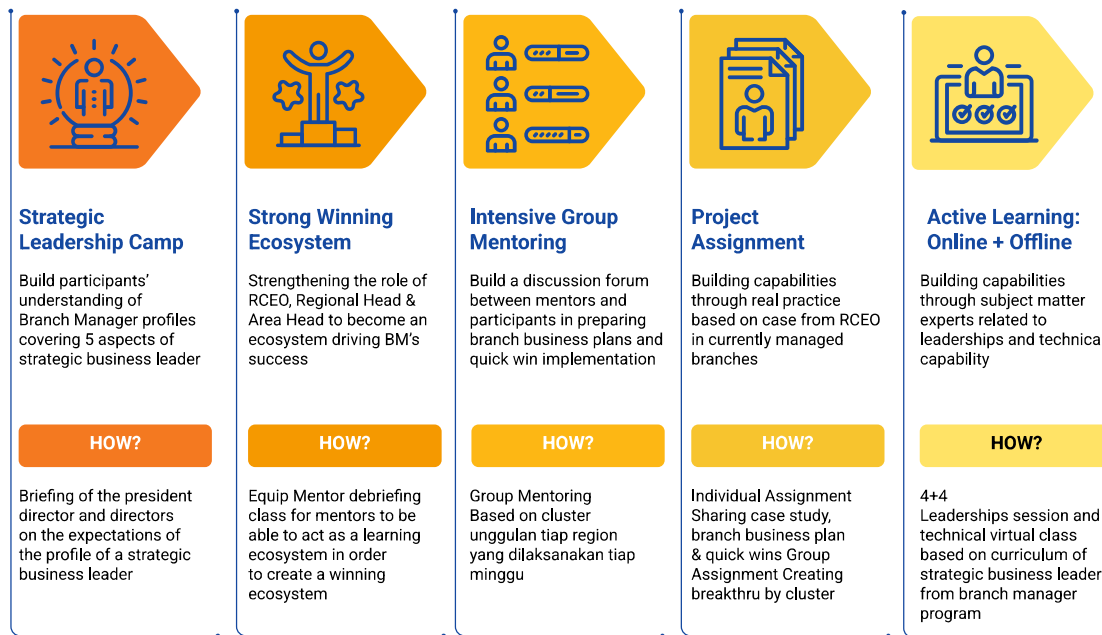 Strategic
Leadership Camp
Build participants’
understanding of
Branch Manager profiles
covering 5 aspects of
strategic business leader
HOW?
Briefing of the president
director and directors
on the expectations of
the profile of a strategic
business leader
Strong Winning
Ecosystem
Strengthening the role of
RCEO, Regional Head &
Area Head to become an
ecosystem driving BM’s
success
HOW?
Equip Mentor debriefing
class for mentors to be
able to act as a learning
ecosystem in order
to create a winning
ecosystem
Intensive Group
Mentoring
Build a discussion forum
between mentors and
participants in preparing
branch business plans and
quick win implementation
HOW?
Group Mentoring
Based on cluster
unggulan tiap region
yang dilaksanakan tiap
minggu
Project
Assignment
Building capabilities
through real practice
based on case from RCEO
in currently managed
branches
HOW?
Individual Assignment
Sharing case study,
branch business plan
& quick wins Group
Assignment Creating
breakthru by cluster
Active Learning:
Online + Offline
Building capabilities
through subject matter
experts related to
leaderships and technica
capability
HOW?
4+4
Leaderships session and
technical virtual class
based on curriculum of
strategic business leader
from branch manager
program